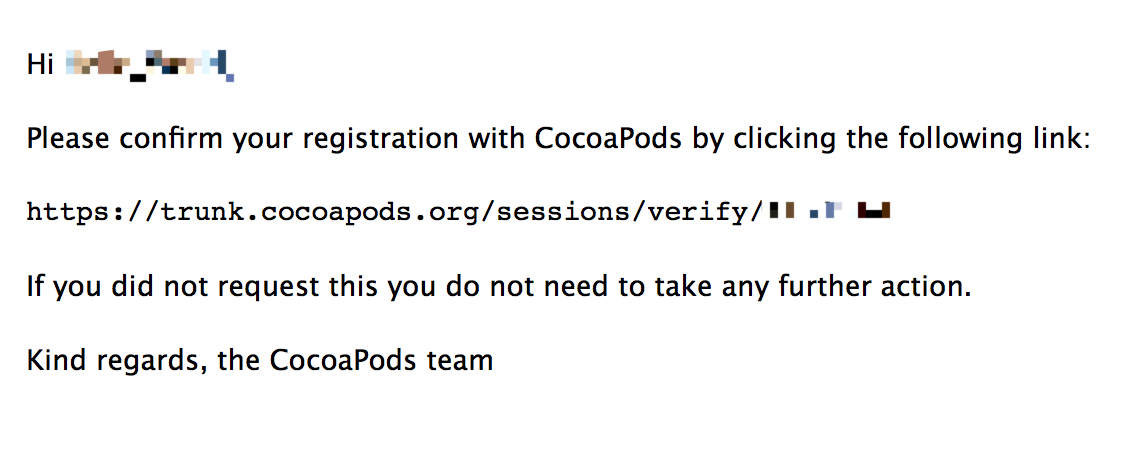 Hi
Please confirm your registration with CocoaPods by clicking the following link:
https://trunk.cocoapods.org/sessions/verify/
If you did not request this you do not need to take any further action.
Kind regards, the CocoaPods team